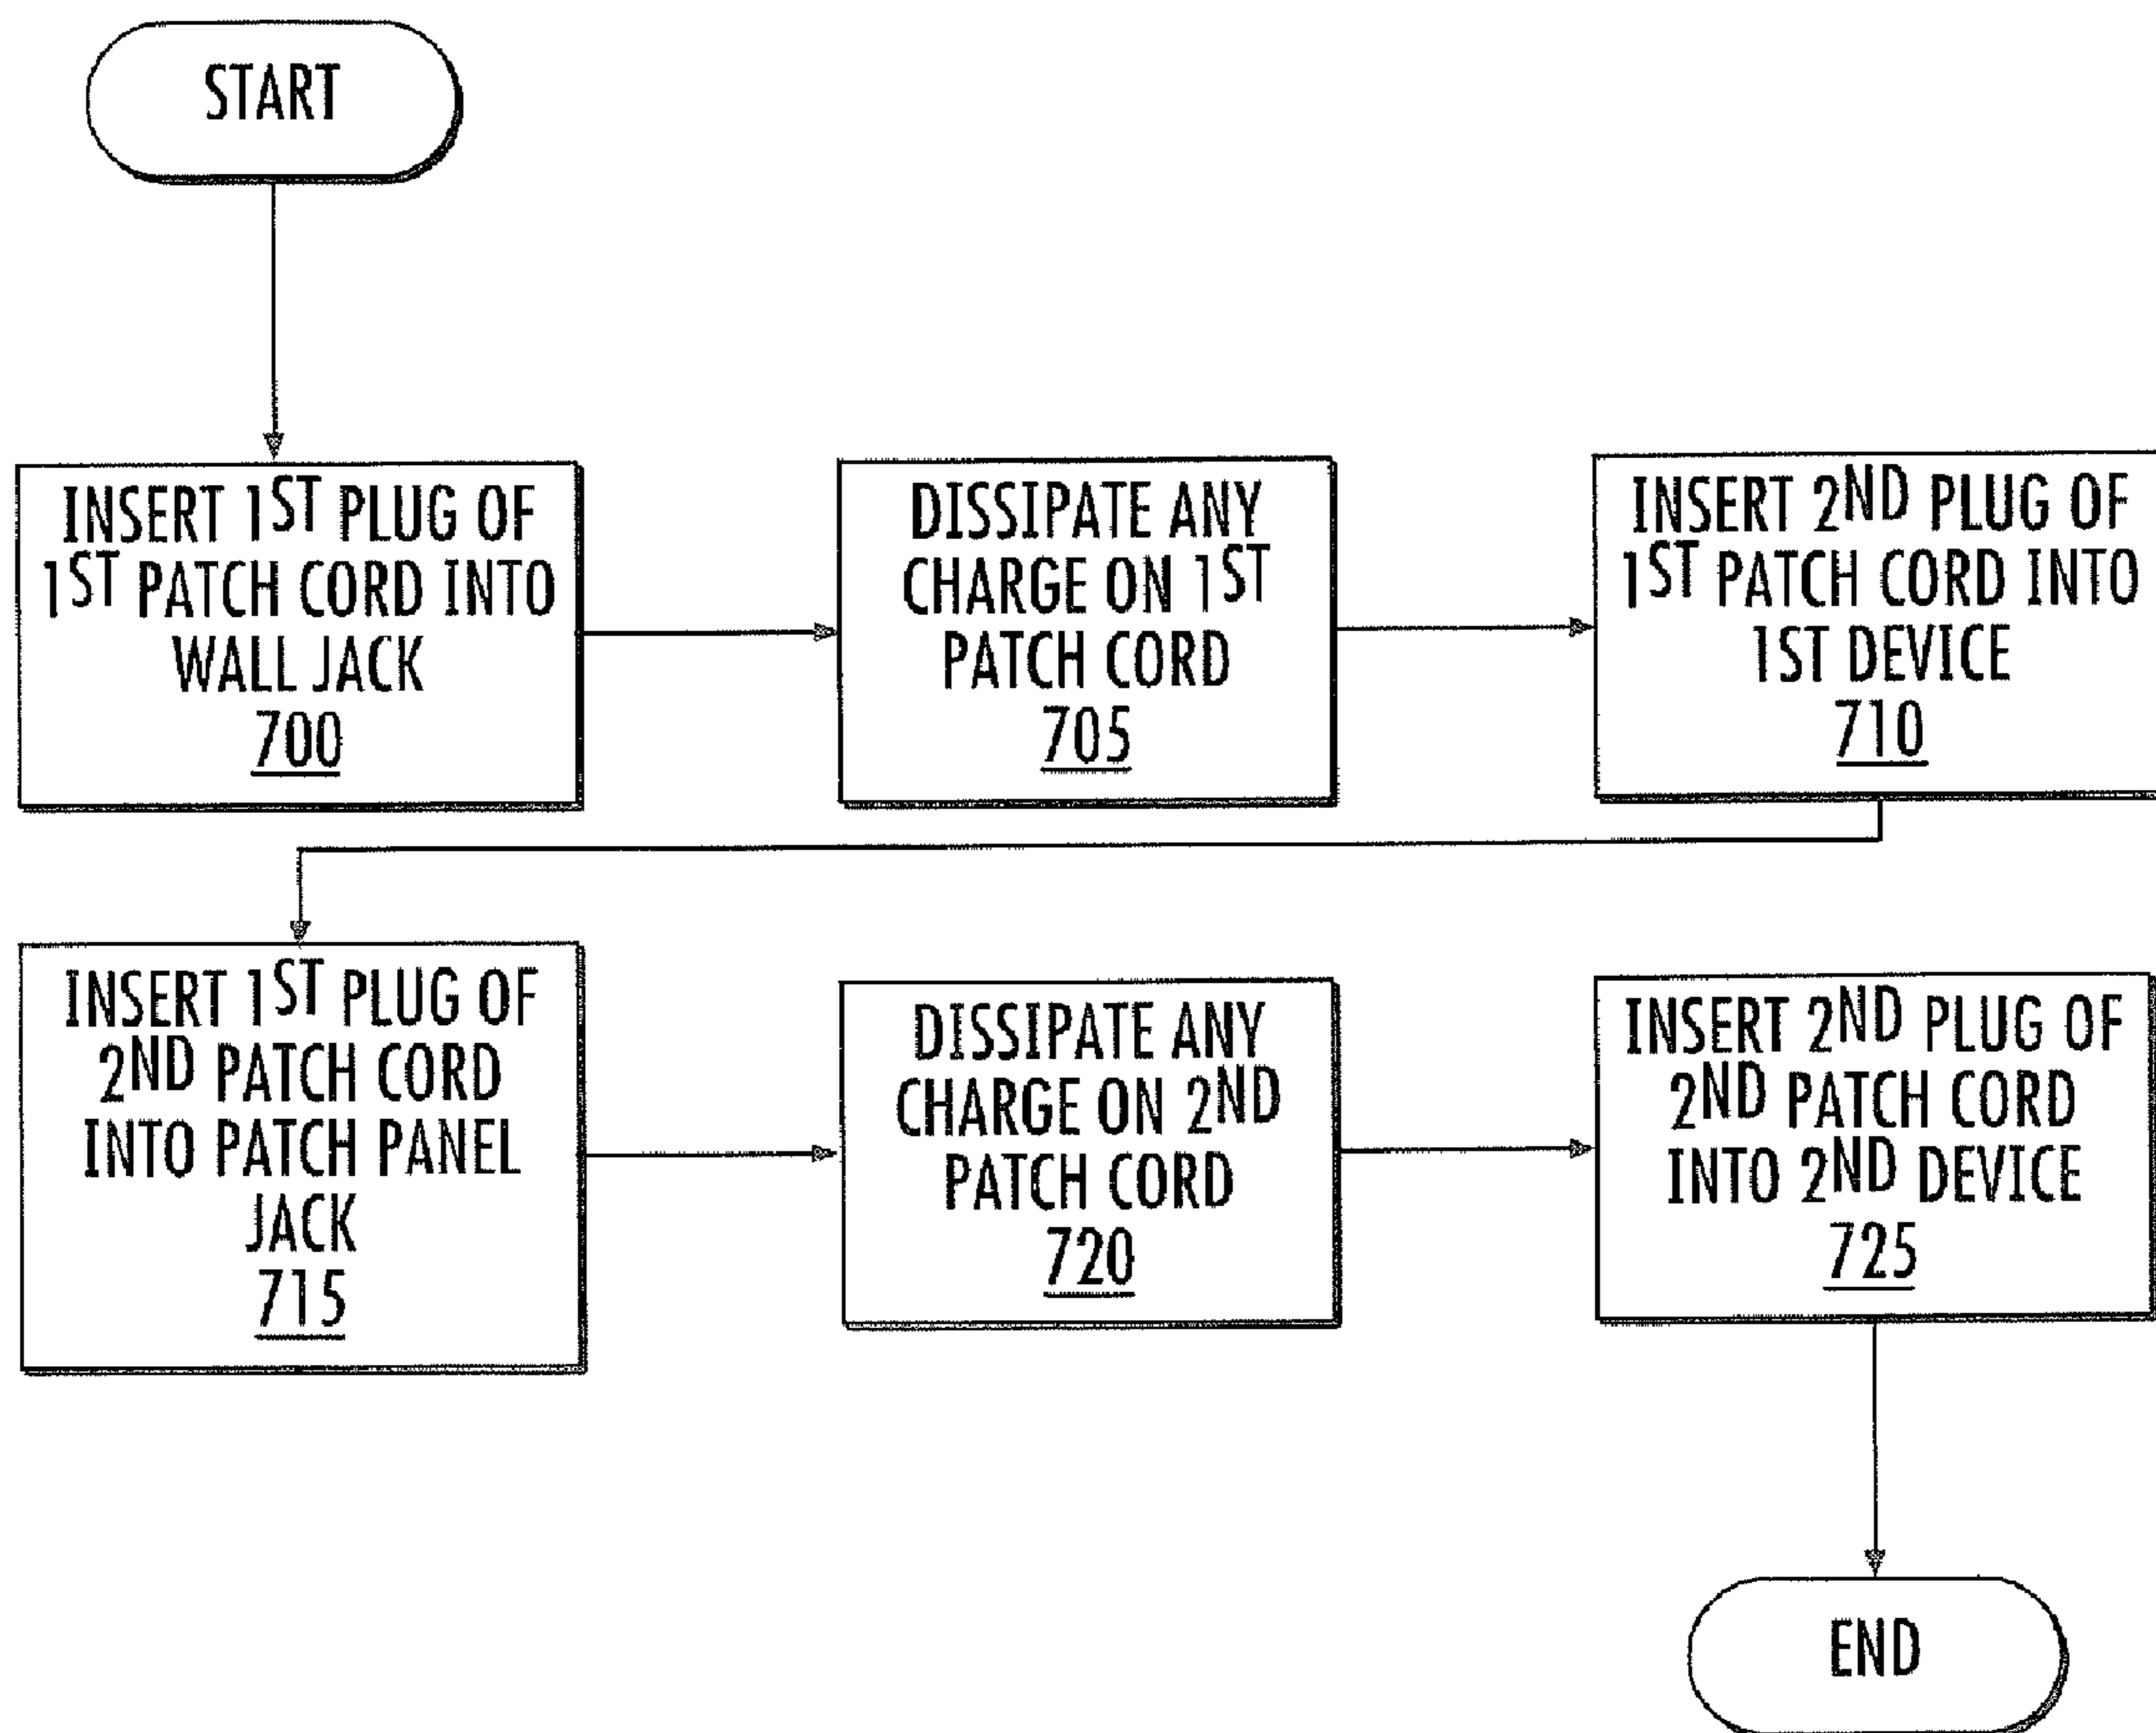 START
INSERT 1ST PLUG OF
1ST PATCH CORD INTO
WALL JACK
700
DISSIPATE ANY
CHARGE ON 1ST
PATCH CORD
705
INSERT 2ND PLUG OF
1ST PATCH CORD INTO
1ST DEVICE
710
INSERT 1ST PLUG OF
2ND PATCH CORD
INTO PATCH PANEL
JACK
715
DISSIPATE ANY
CHARGE ON 2ND
PATCH CORD
720
INSERT 2ND PLUG OF
2ND PATCH CORD
INTO 2ND DEVICE
725
END